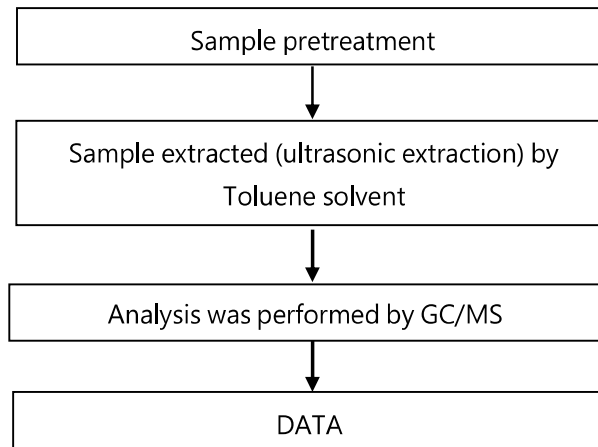 Sample pretreatment
Sample extracted (ultrasonic extraction) by
Toluene solvent
Analysis was performed by GC/MS
DATA